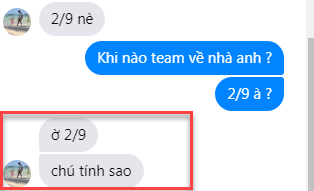 2/9 nè
Khi nào team về nhà anh ?
2/9 à ?
ờ 2/9
chú tính sao